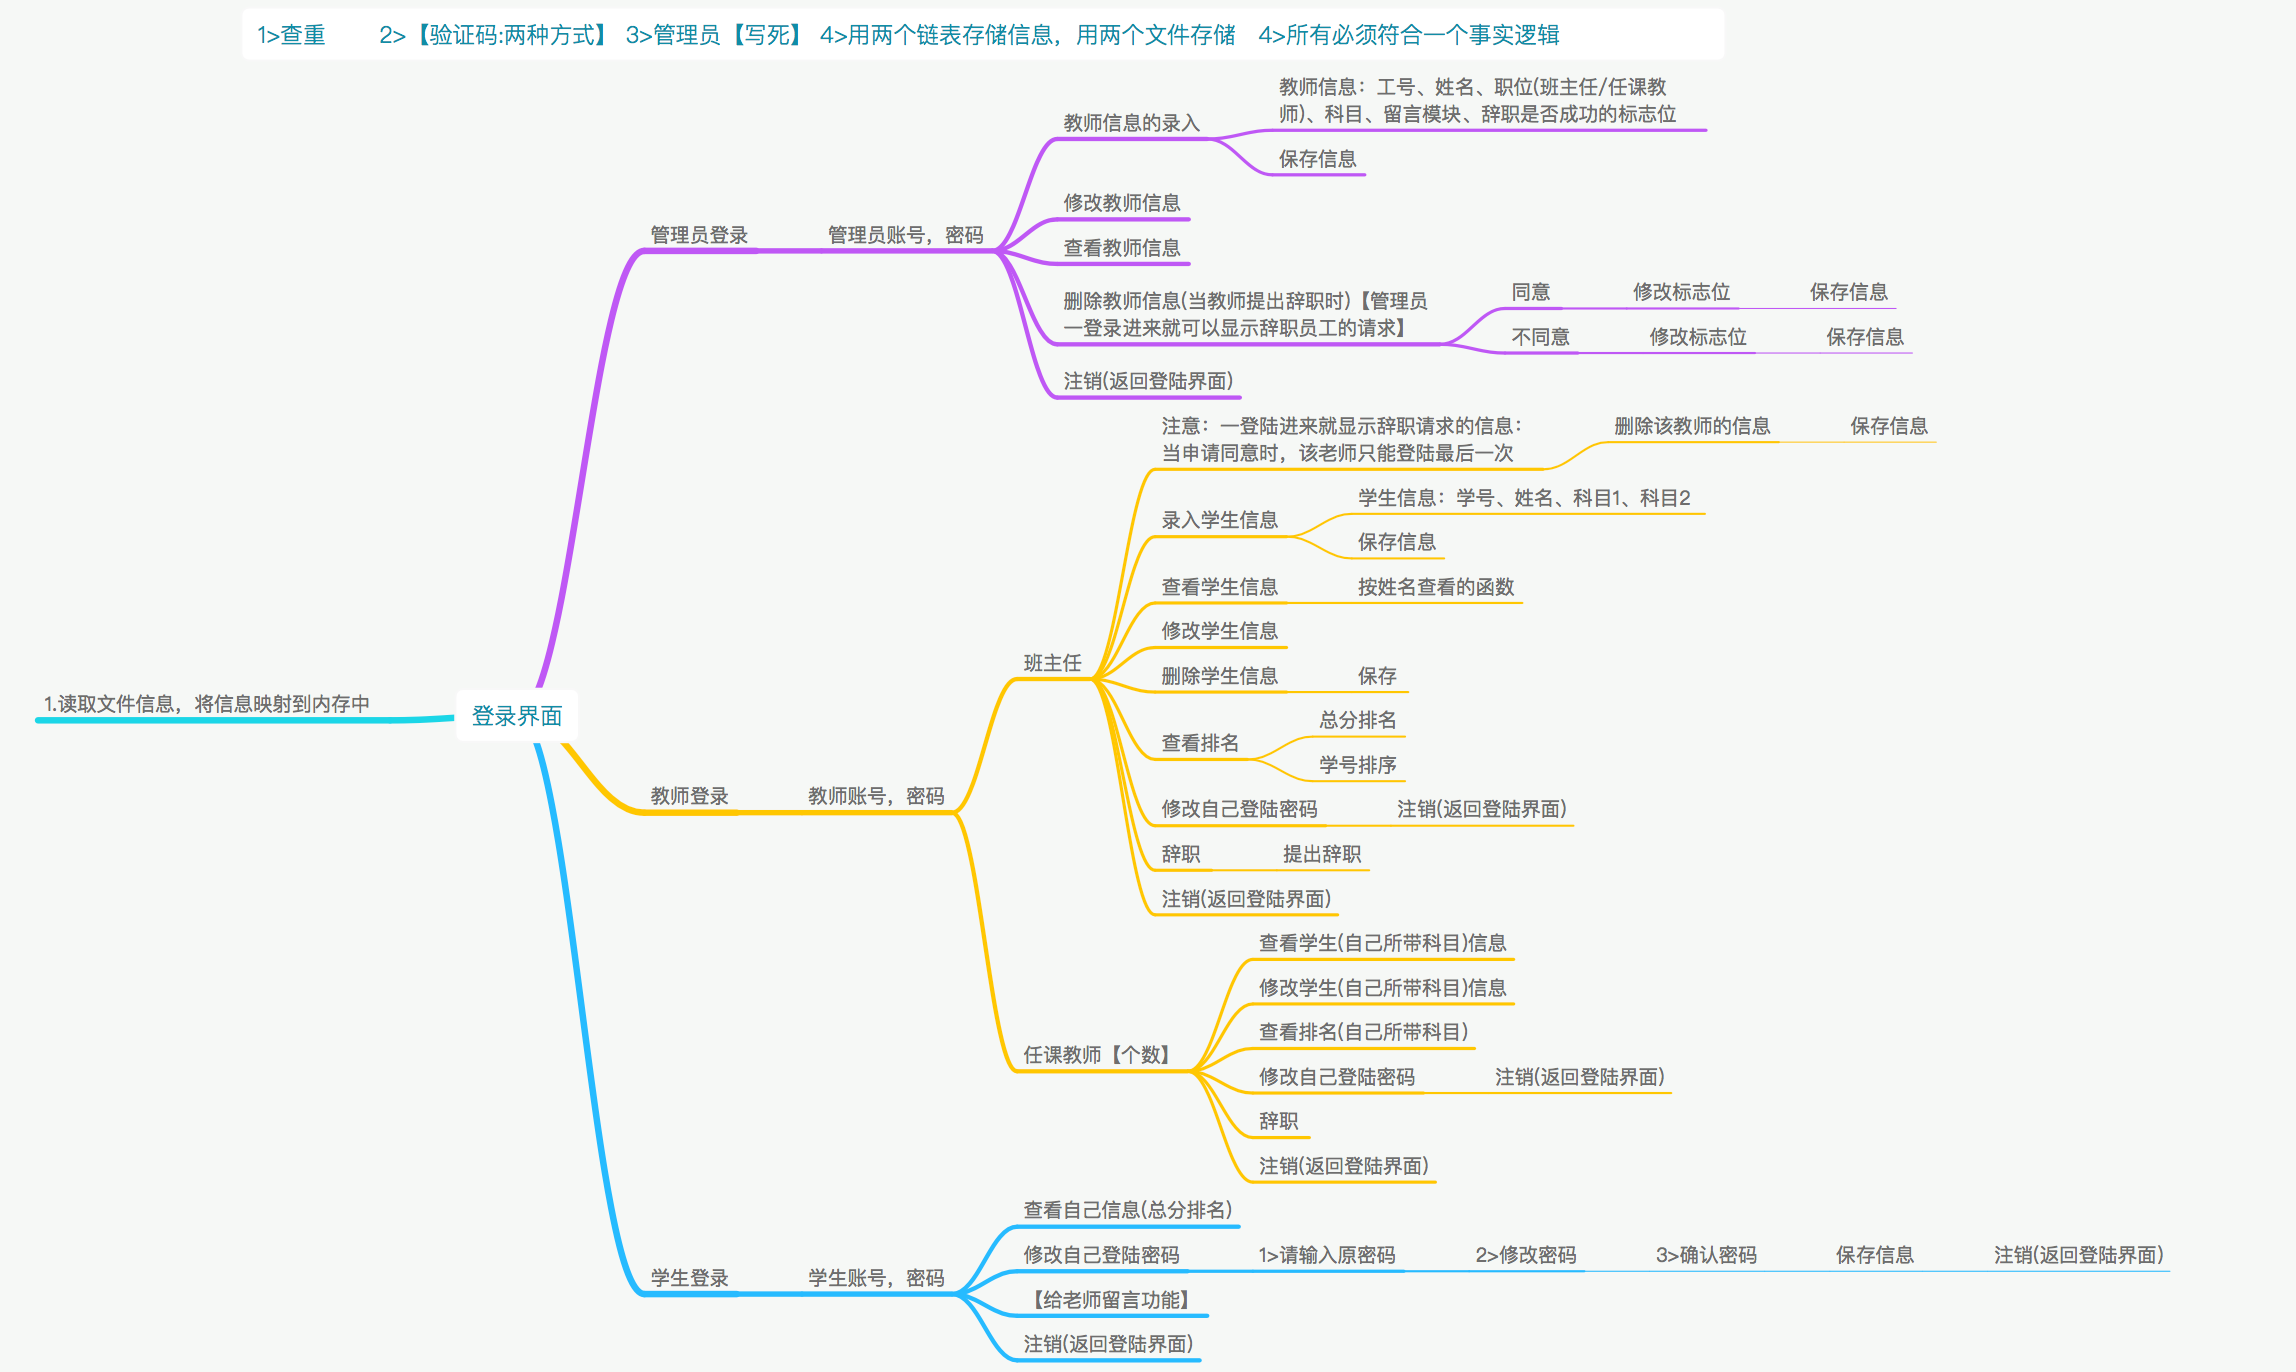 1>查重 2>【验证码:两种方式】 3>管理员【写死】 4>用两个链表存储信息，用两个文件存储 4>所有必须符合一个事实逻辑
1.读取文件信息，将信息映射到内存中
登录界面
管理员登录
管理员账号，密码
教师信息的录入
教师信息：工号、姓名、职位(班主任/任课教
师)、科目、留言模块、辞职是否成功的标志位
保存信息
修改教师信息
查看教师信息
删除教师信息(当教师提出辞职时)【管理员
一登录进来就可以显示辞职员工的请求】
同意
修改标志位
保存信息
不同意
修改标志位
保存信息
注销(返回登陆界面)
教师登录
教师账号，密码
班主任
注意：一登陆进来就显示辞职请求的信息：
当申请同意时，该老师只能登陆最后一次
删除该教师的信息
保存信息
录入学生信息
学生信息：学号、姓名、科目1、科目2
保存信息
查看学生信息
按姓名查看的函数
修改学生信息
删除学生信息
保存
查看排名
总分排名
学号排序
修改自己登陆密码
注销(返回登陆界面)
辞职
提出辞职
注销(返回登陆界面)
任课教师【个数】
查看学生(自己所带科目)信息
修改学生(自己所带科目)信息
查看排名(自己所带科目)
修改自己登陆密码
注销(返回登陆界面)
辞职
注销(返回登陆界面)
学生登录
学生账号，密码
查看自己信息(总分排名)
修改自己登陆密码
1>请输入原密码
2>修改密码
3>确认密码
保存信息
注销(返回登陆界面)
【给老师留言功能】
注销(返回登陆界面)